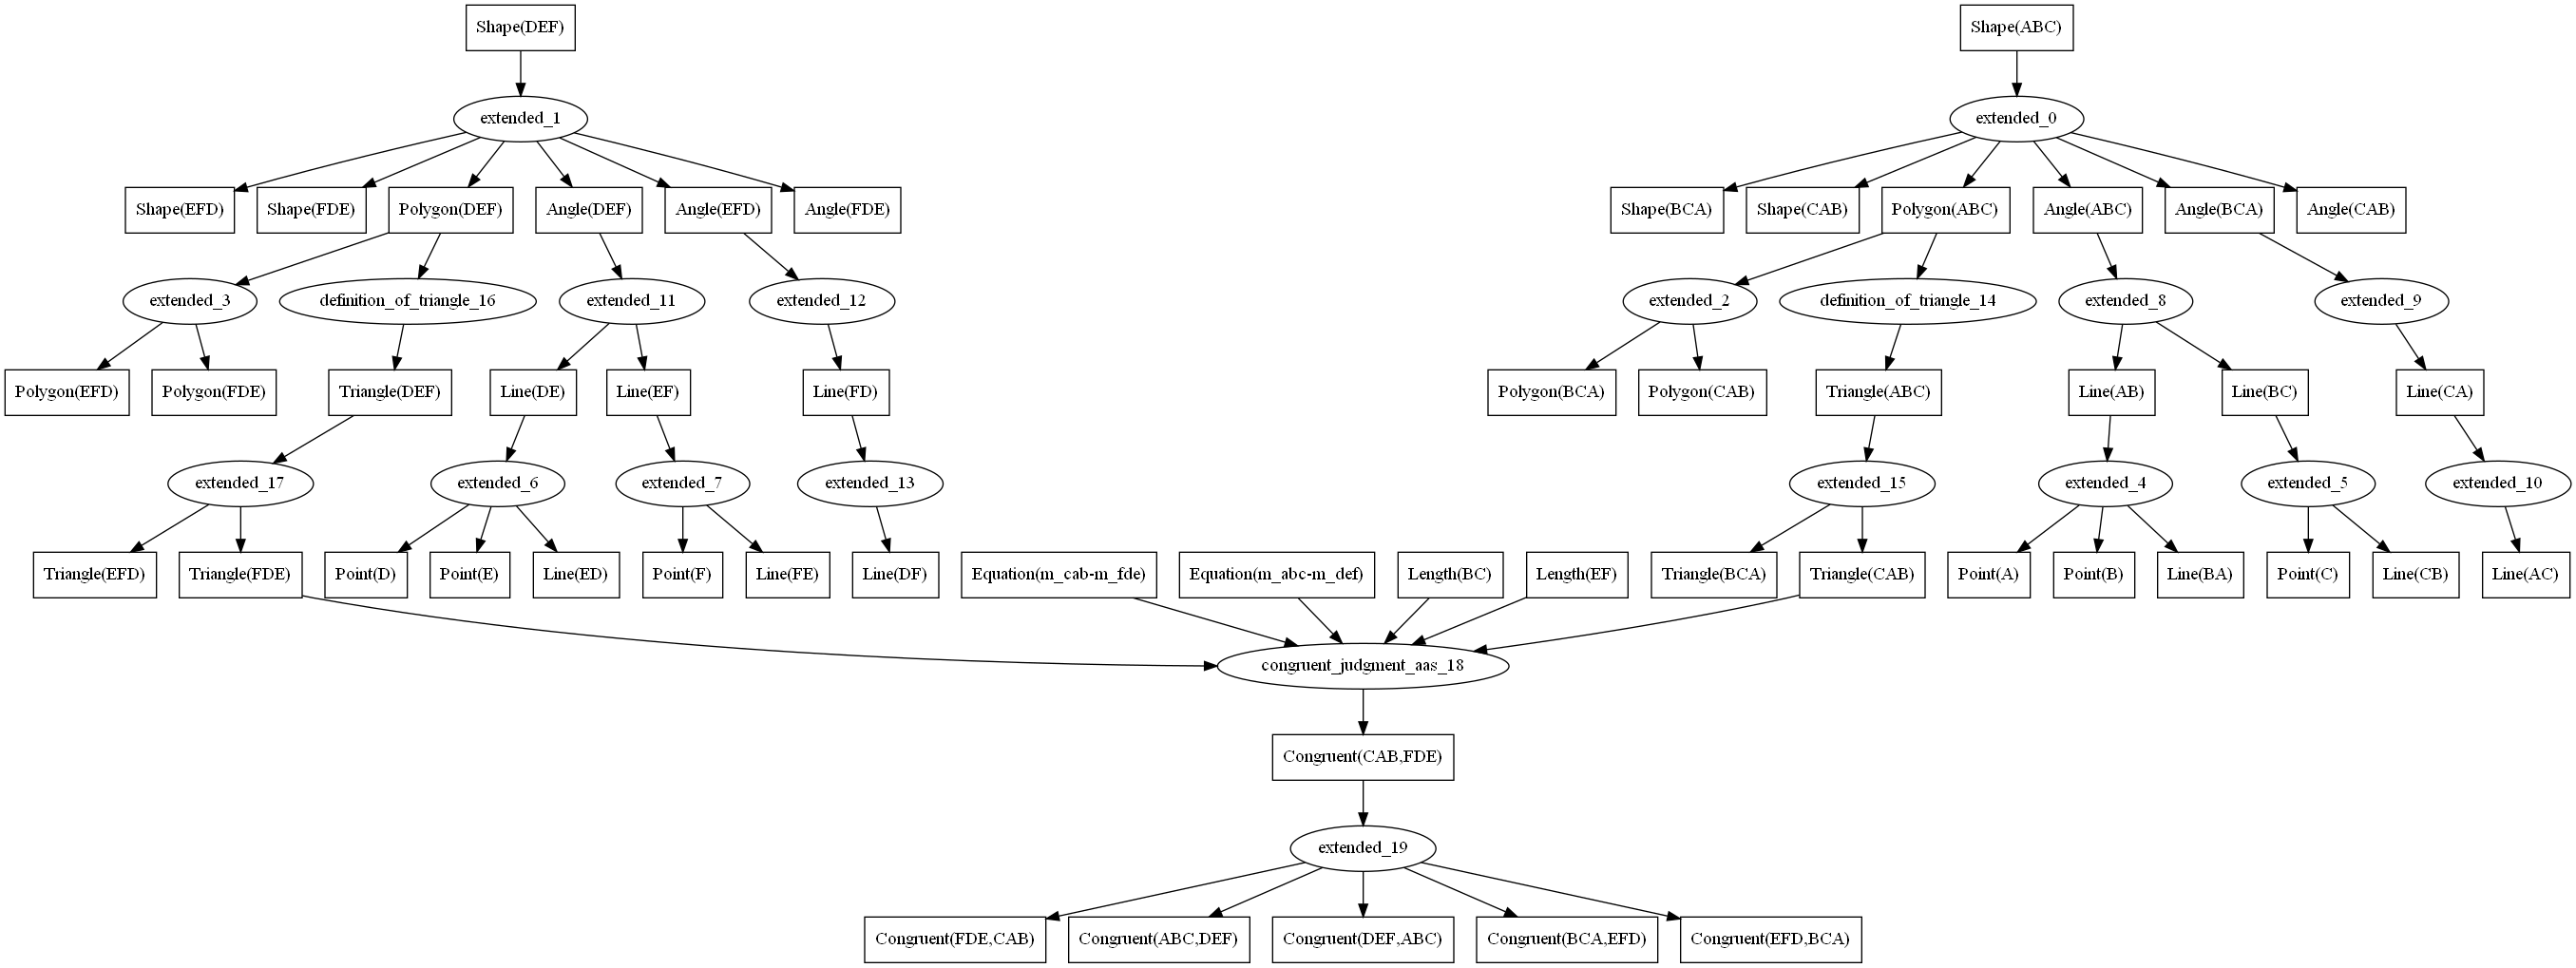 Shape(DEF)
Shape(ABC)
extended_1
extended_0
Shape(EFD)
Shape(FDE)
Polygon(DEF)
Angle(DEF)
Angle(EFD)
Angle(FDE)
Shape(BCA)
Shape(CAB)
Polygon(ABC)
Angle(ABC)
Angle(BCA)
Angle(CAB)
extended_3
definition_of_triangle_16
extended_11
extended_12
extended_2
definition_of_triangle_14
extended_8
extended_9
Polygon(EFD)
Polygon(FDE)
Triangle(DEF)
Line(DE)
Line(EF)
Line(FD)
Polygon(BCA)
Polygon(CAB)
Triangle(ABC)
Line(AB)
Line(BC)
Line(CA)
extended_17
extended_6
extended_7
extended_13
extended_15
extended_4
extended_5
extended_10
Triangle(EFD)
Triangle(FDE)
Point(D)
Point(E)
Line(ED)
Point(F)
Line(FE)
Line(DF)
Equation(m_cab-m_fde)
Equation(m_abc-m_def)
Length(BC)
Length(EF)
Triangle(BCA)
Triangle(CAB)
Point(A)
Point(B)
Line(BA)
Point(C)
Line(CB)
Line(AC)
congruent_judgment_aas_18
Congruent(CAB,FDE)
extended_19
Congruent(FDE,CAB)
Congruent(ABC,DEF)
Congruent(DEF,ABC)
Congruent(BCA,EFD)
Congruent(EFD,BCA)